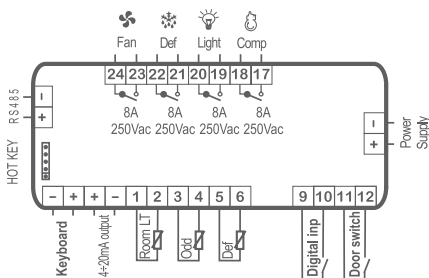 Fan Def Light Comp
24 23 22 21 20 19 18 17
8A 8A 8A 8A
250Vac 250Vac 250Vac 250Vac
RS485
- +
HOT KEY
- +
Power Supply
- + + - 1 2 3 4 5 6 9 10 11 12
Keyboard
4÷20mA output
Room LT
Odd
Def
Digital inp
Door switch